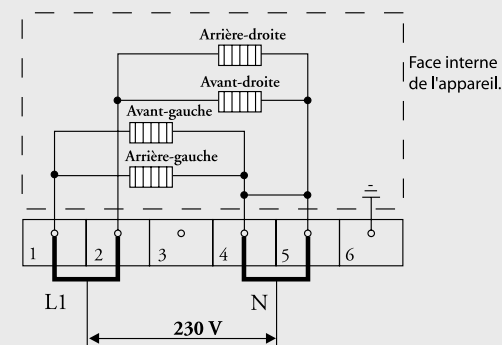 Arrière-droite
Face interne
de l'appareil.
Avant-droite
Avant-gauche
Arrière-gauche
1 2 3 4 5 6
L1 N
230 V